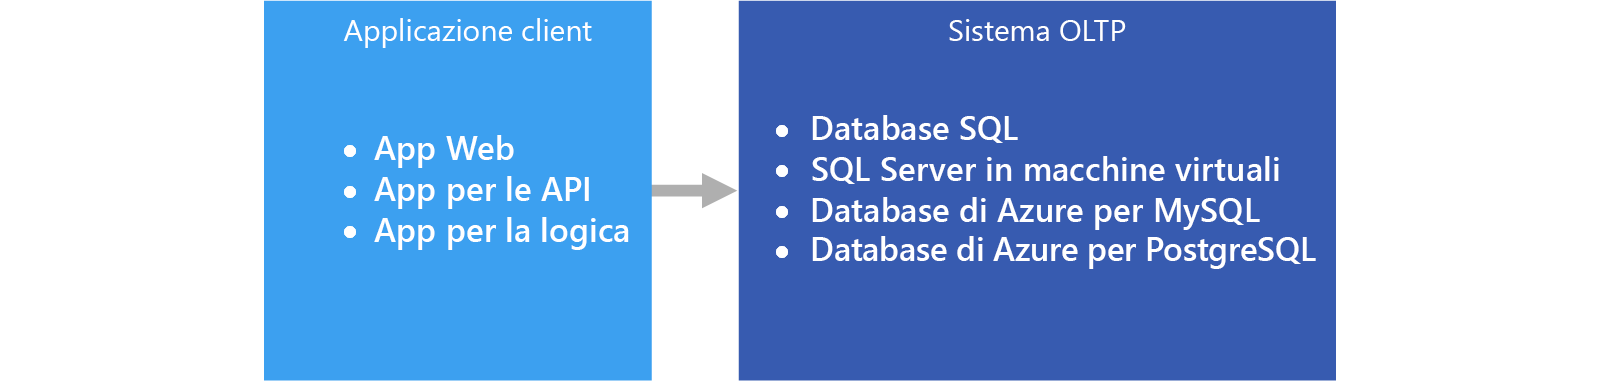 Applicazione client
• App Web
• App per le API
• App per la logica
Sistema OLTP
• Database SQL
• SQL Server in macchine virtuali
• Database di Azure per MySQL
• Database di Azure per PostgreSQL